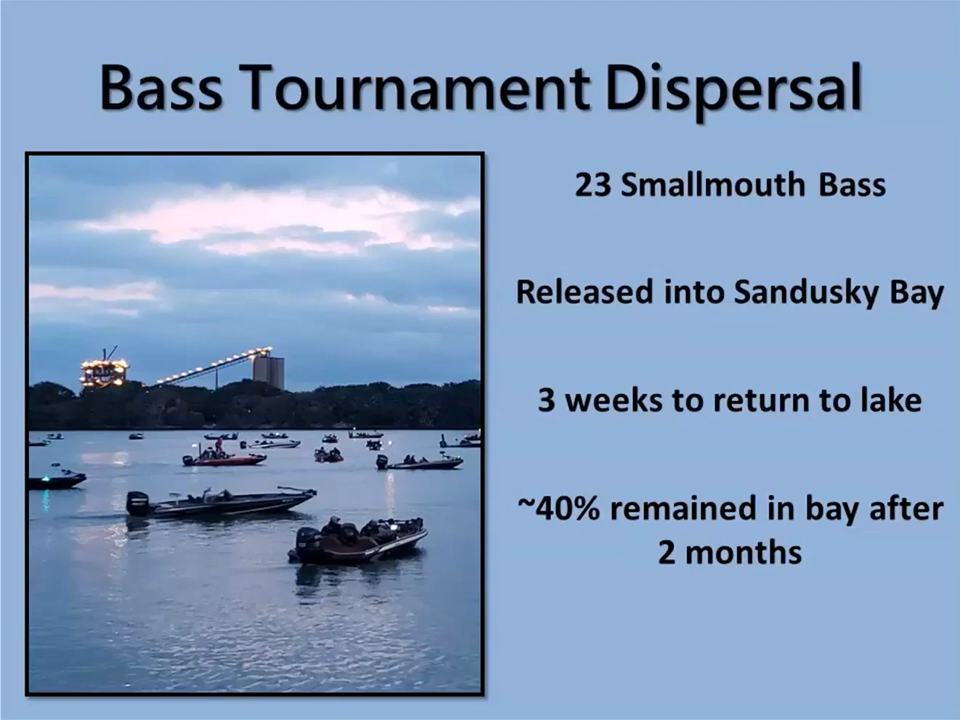 Bass Tournament Dispersal
23 Smallmouth Bass
Released into Sandusky Bay
3 weeks to return to lake
~40% remained in bay after
2 months